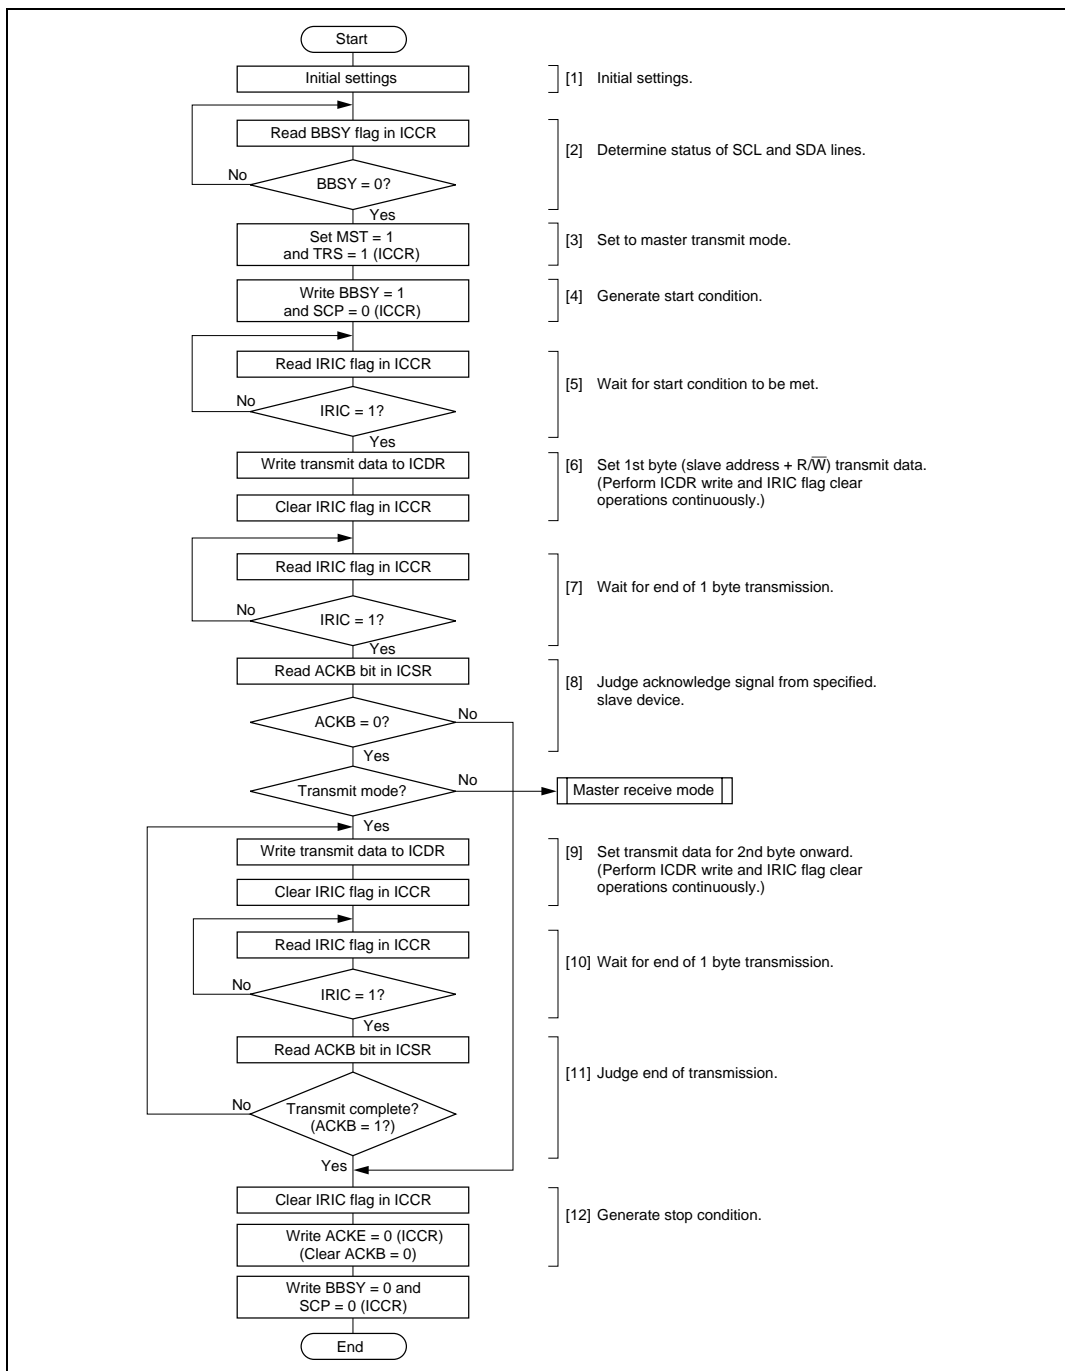 Start
Initial settings
[1] Initial settings.
Read BBSY flag in ICCR
[2] Determine status of SCL and SDA lines.
No
BBSY = 0?
Yes
Set MST = 1
and TRS = 1 (ICCR)
[3] Set to master transmit mode.
Write BBSY = 1
and SCP = 0 (ICCR)
[4] Generate start condition.
Read IRIC flag in ICCR
[5] Wait for start condition to be met.
No
IRIC = 1?
Yes
Write transmit data to ICDR
[6] Set 1st byte (slave address + R/W̅) transmit data.
(Perform ICDR write and IRIC flag clear
operations continuously.)
Clear IRIC flag in ICCR
Read IRIC flag in ICCR
[7] Wait for end of 1 byte transmission.
No
IRIC = 1?
Yes
Read ACKB bit in ICSR
[8] Judge acknowledge signal from specified.
slave device.
ACKB = 0?
No
Yes
Transmit mode?
No
Master receive mode
Yes
Write transmit data to ICDR
[9] Set transmit data for 2nd byte onward.
(Perform ICDR write and IRIC flag clear
operations continuously.)
Clear IRIC flag in ICCR
Read IRIC flag in ICCR
[10] Wait for end of 1 byte transmission.
No
IRIC = 1?
Yes
Read ACKB bit in ICSR
[11] Judge end of transmission.
No
Transmit complete?
(ACKB = 1?)
Yes
Clear IRIC flag in ICCR
[12] Generate stop condition.
Write ACKE = 0 (ICCR)
(Clear ACKB = 0)
Write BBSY = 0 and
SCP = 0 (ICCR)
End